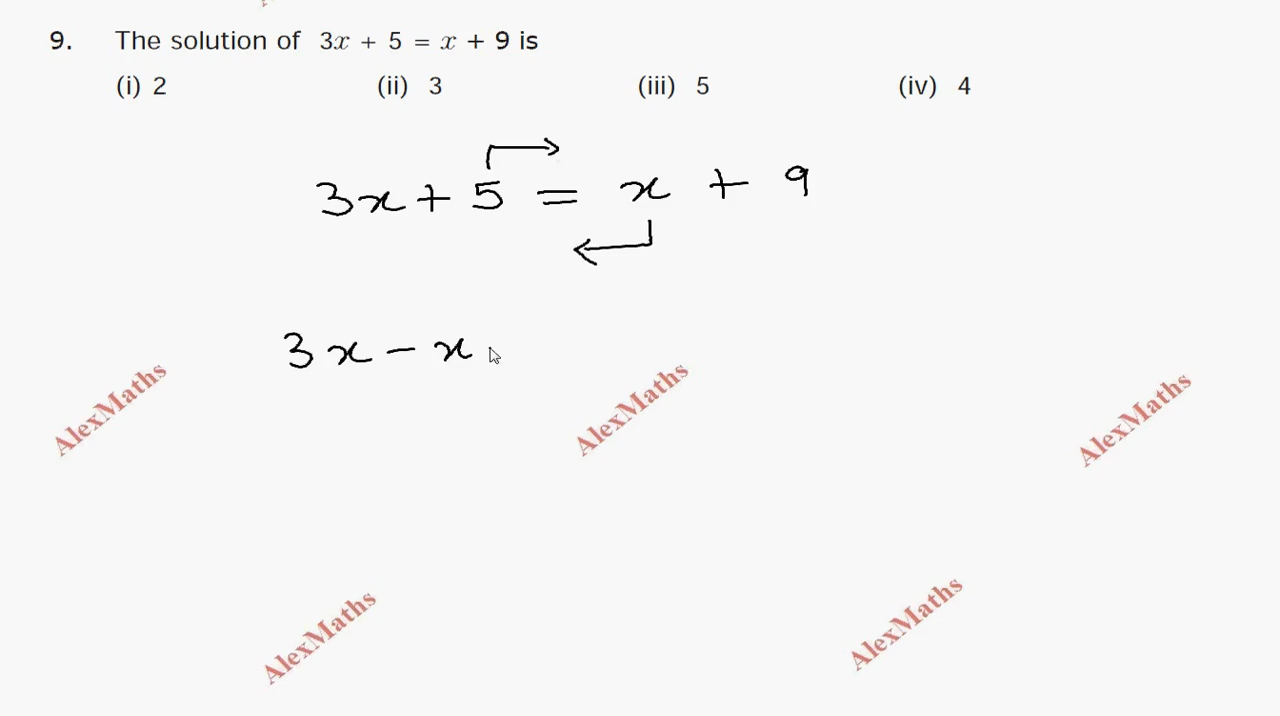 9. The solution of 3x + 5 = x + 9 is
(i) 2 (ii) 3 (iii) 5 (iv) 4
3x + 5 = x + 9
3x - x
AlexMaths
AlexMaths
AlexMaths
AlexMaths
AlexMaths